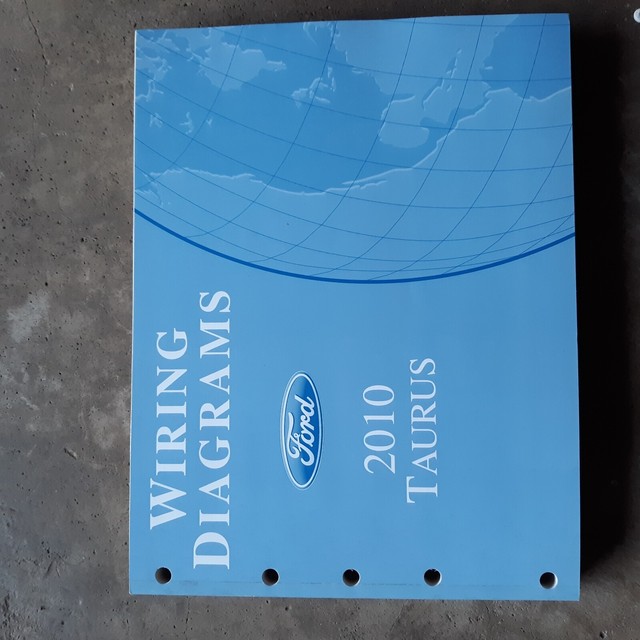 WIRING
DIAGRAMS
Ford
2010
TAURUS